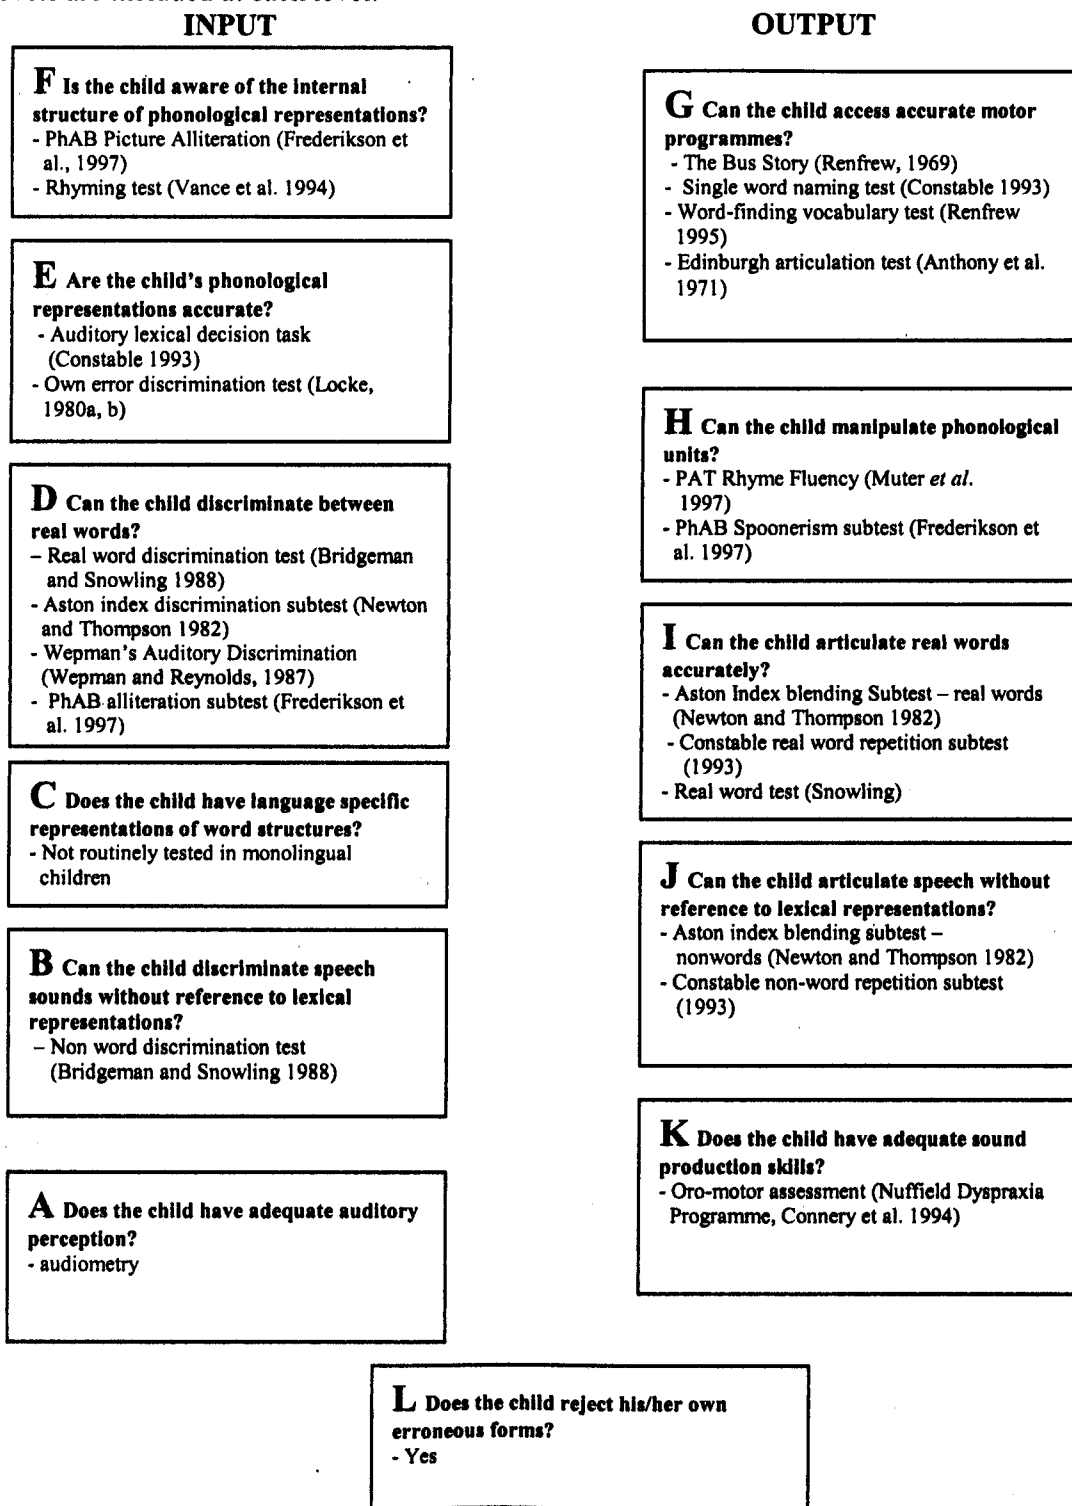 INPUT
F Is the child aware of the internal
structure of phonological representations?
- PhAB Picture Alliteration (Frederikson et
al., 1997)
- Rhyming test (Vance et al. 1994)
E Are the child's phonological
representations accurate?
- Auditory lexical decision task
(Constable 1993)
- Own error discrimination test (Locke,
1980a, b)
D Can the child discriminate between
real words?
– Real word discrimination test (Bridgeman
and Snowling 1988)
- Aston index discrimination subtest (Newton
and Thompson 1982)
- Wepman's Auditory Discrimination
(Wepman and Reynolds, 1987)
- PhAB alliteration subtest (Frederikson et
al. 1997)
C Does the child have language specific
representations of word structures?
- Not routinely tested in monolingual
children
B Can the child discriminate speech
sounds without reference to lexical
representations?
– Non word discrimination test
(Bridgeman and Snowling 1988)
A Does the child have adequate auditory
perception?
- audiometry
OUTPUT
G Can the child access accurate motor
programmes?
- The Bus Story (Renfrew, 1969)
- Single word naming test (Constable 1993)
- Word-finding vocabulary test (Renfrew
1995)
- Edinburgh articulation test (Anthony et al.
1971)
H Can the child manipulate phonological
units?
- PAT Rhyme Fluency (Muter et al.
1997)
- PhAB Spoonerism subtest (Frederikson et
al. 1997)
I Can the child articulate real words
accurately?
- Aston Index blending Subtest – real words
(Newton and Thompson 1982)
- Constable real word repetition subtest
(1993)
- Real word test (Snowling)
J Can the child articulate speech without
reference to lexical representations?
- Aston index blending subtest –
nonwords (Newton and Thompson 1982)
- Constable non-word repetition subtest
(1993)
K Does the child have adequate sound
production skills?
- Oro-motor assessment (Nuffield Dyspraxia
Programme, Connery et al. 1994)
L Does the child reject his/her own
erroneous forms?
- Yes